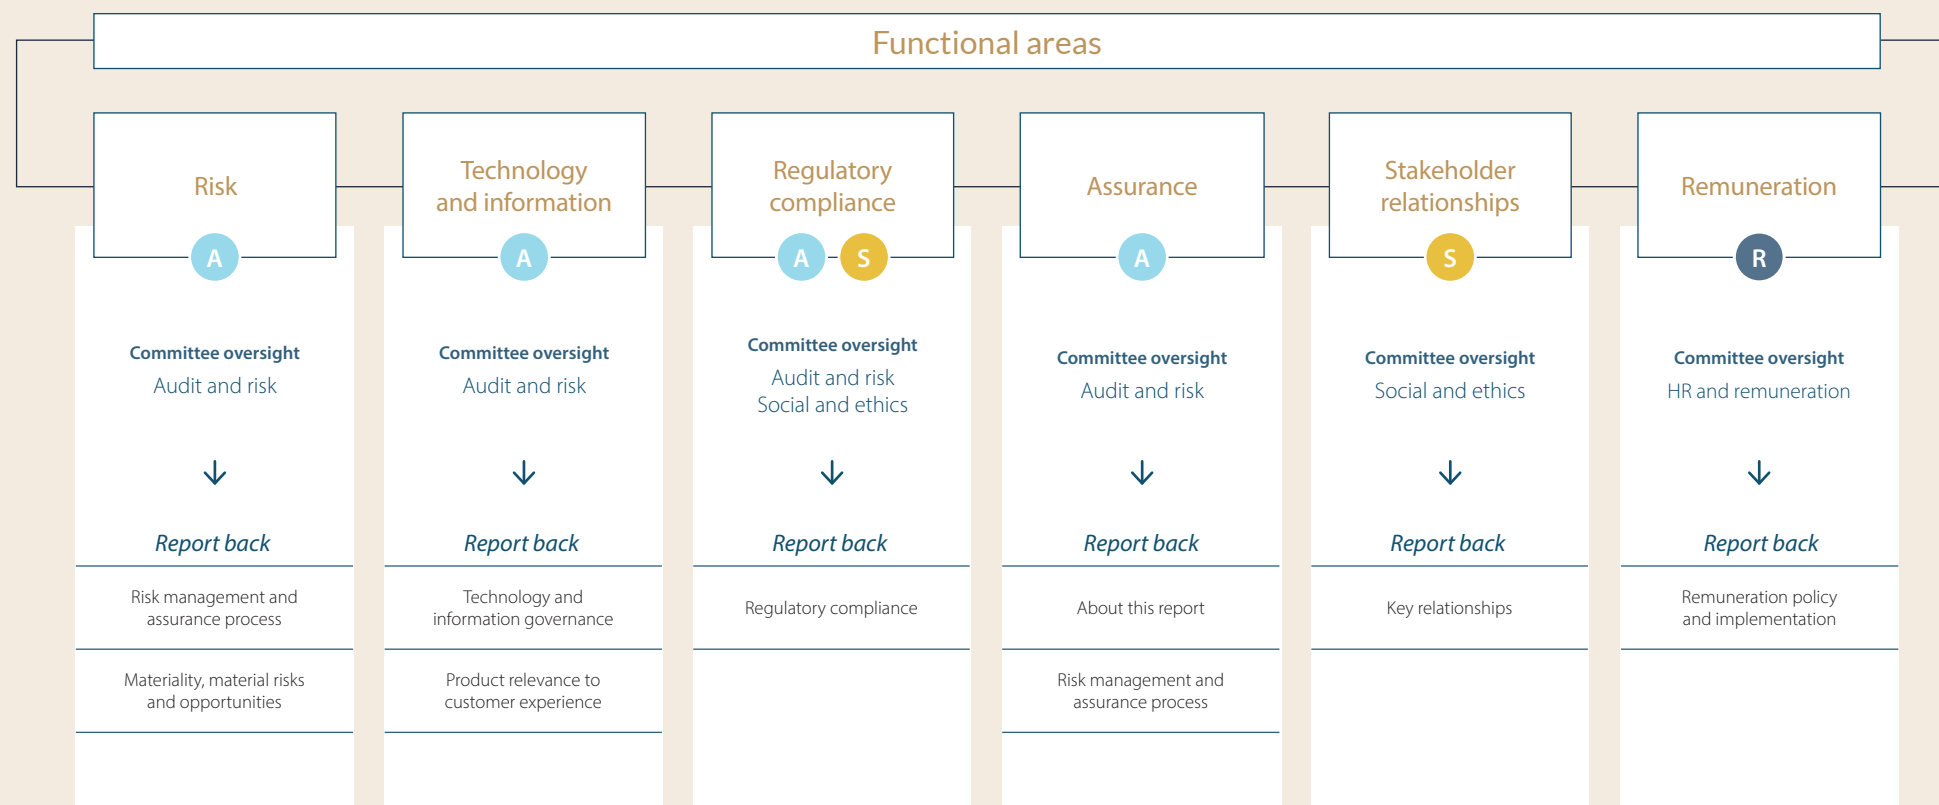 Functional areas
Risk
A
Committee oversight
Audit and risk
Report back
Risk management and
assurance process
Materiality, material risks
and opportunities
Technology
and information
A
Committee oversight
Audit and risk
Report back
Technology and
information governance
Product relevance to
customer experience
Regulatory
compliance
A
S
Committee oversight
Audit and risk
Social and ethics
Report back
Regulatory compliance
Assurance
A
Committee oversight
Audit and risk
Report back
About this report
Risk management and
assurance process
Stakeholder
relationships
S
Committee oversight
Social and ethics
Report back
Key relationships
Remuneration
R
Committee oversight
HR and remuneration
Report back
Remuneration policy
and implementation